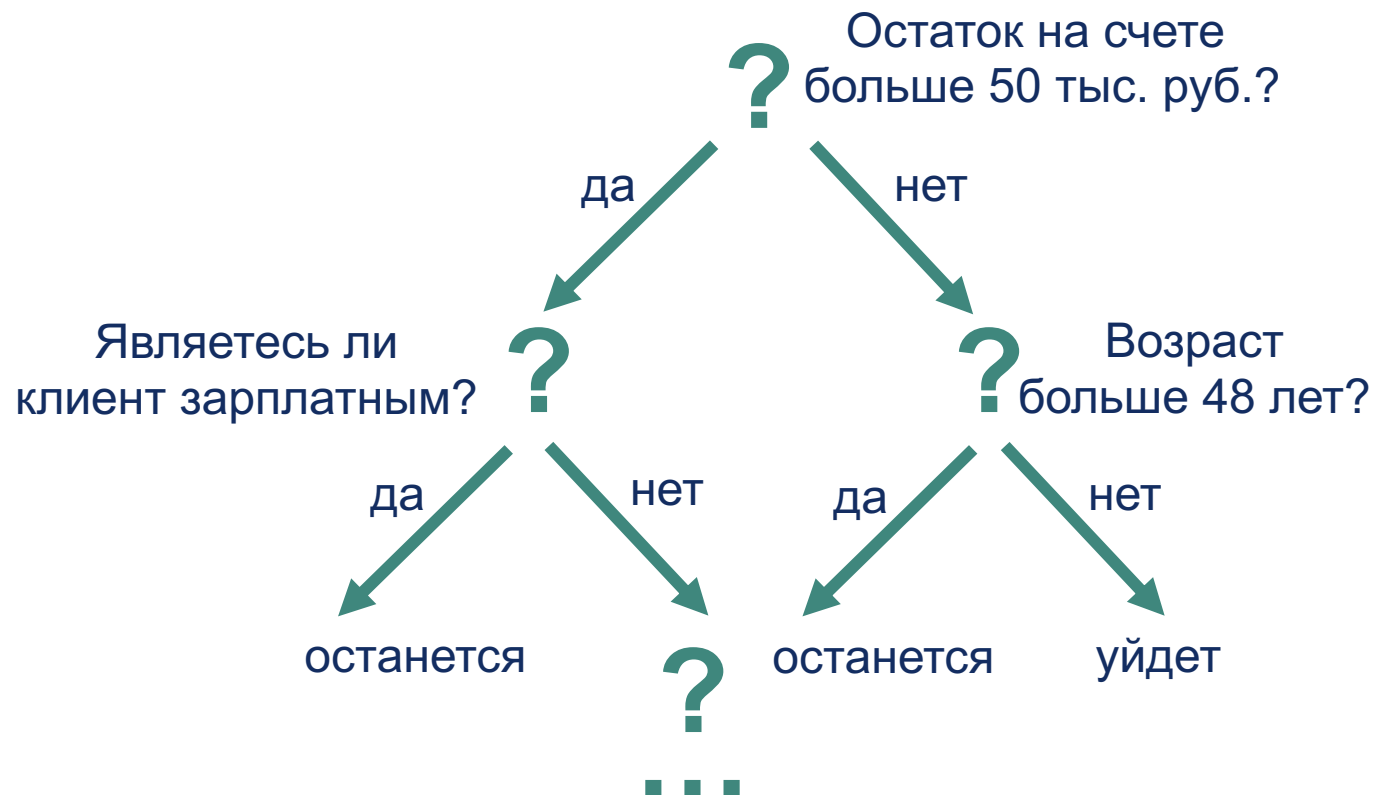 Остаток на счете
? больше 50 тыс. руб.?
да
нет
Являетесь ли
клиент зарплатным?
?
?
Возраст
больше 48 лет?
да
нет
да
нет
останется
?
останется
уйдет
...